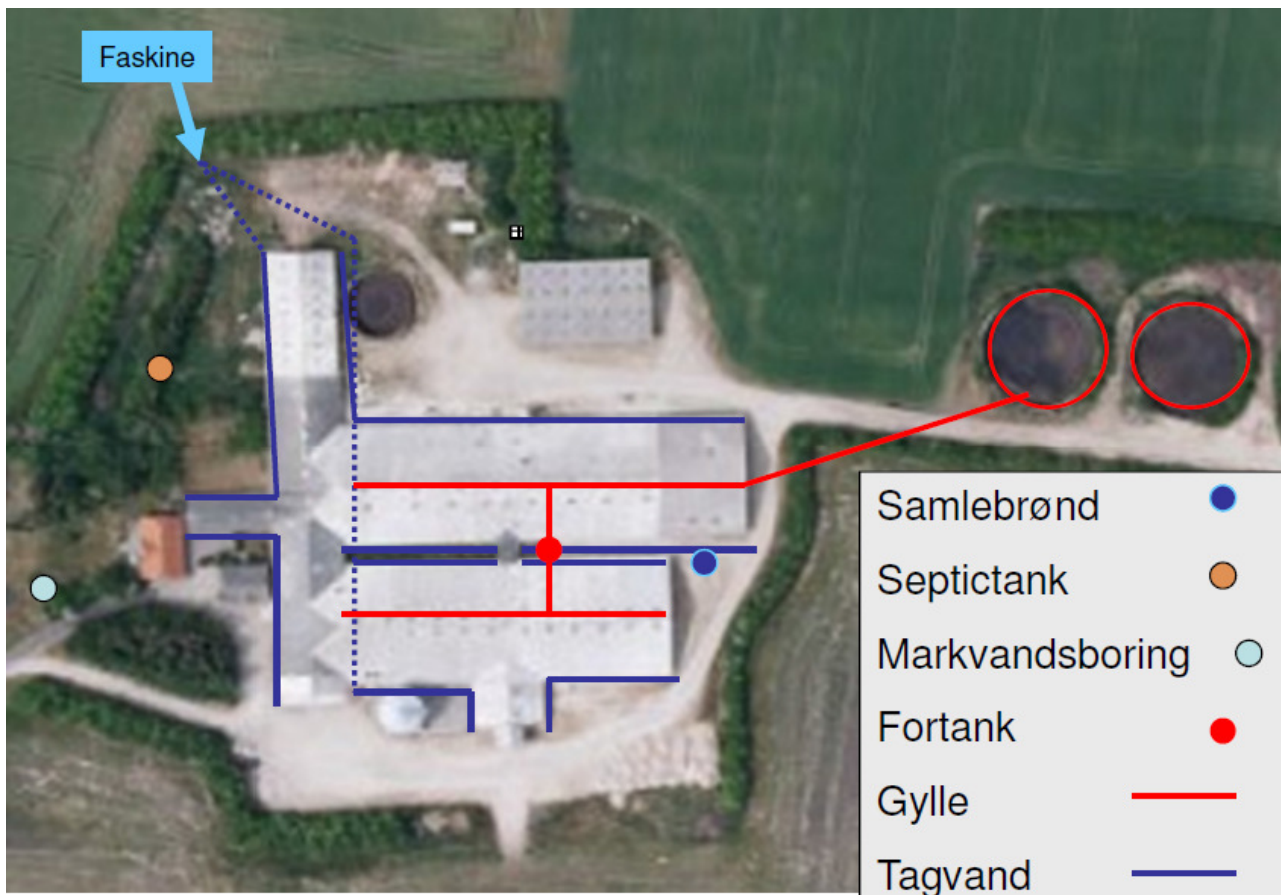 Faskine
Samlebrønd
Septictank
Markvandsboring
Fortank
Gylle
Tagvand